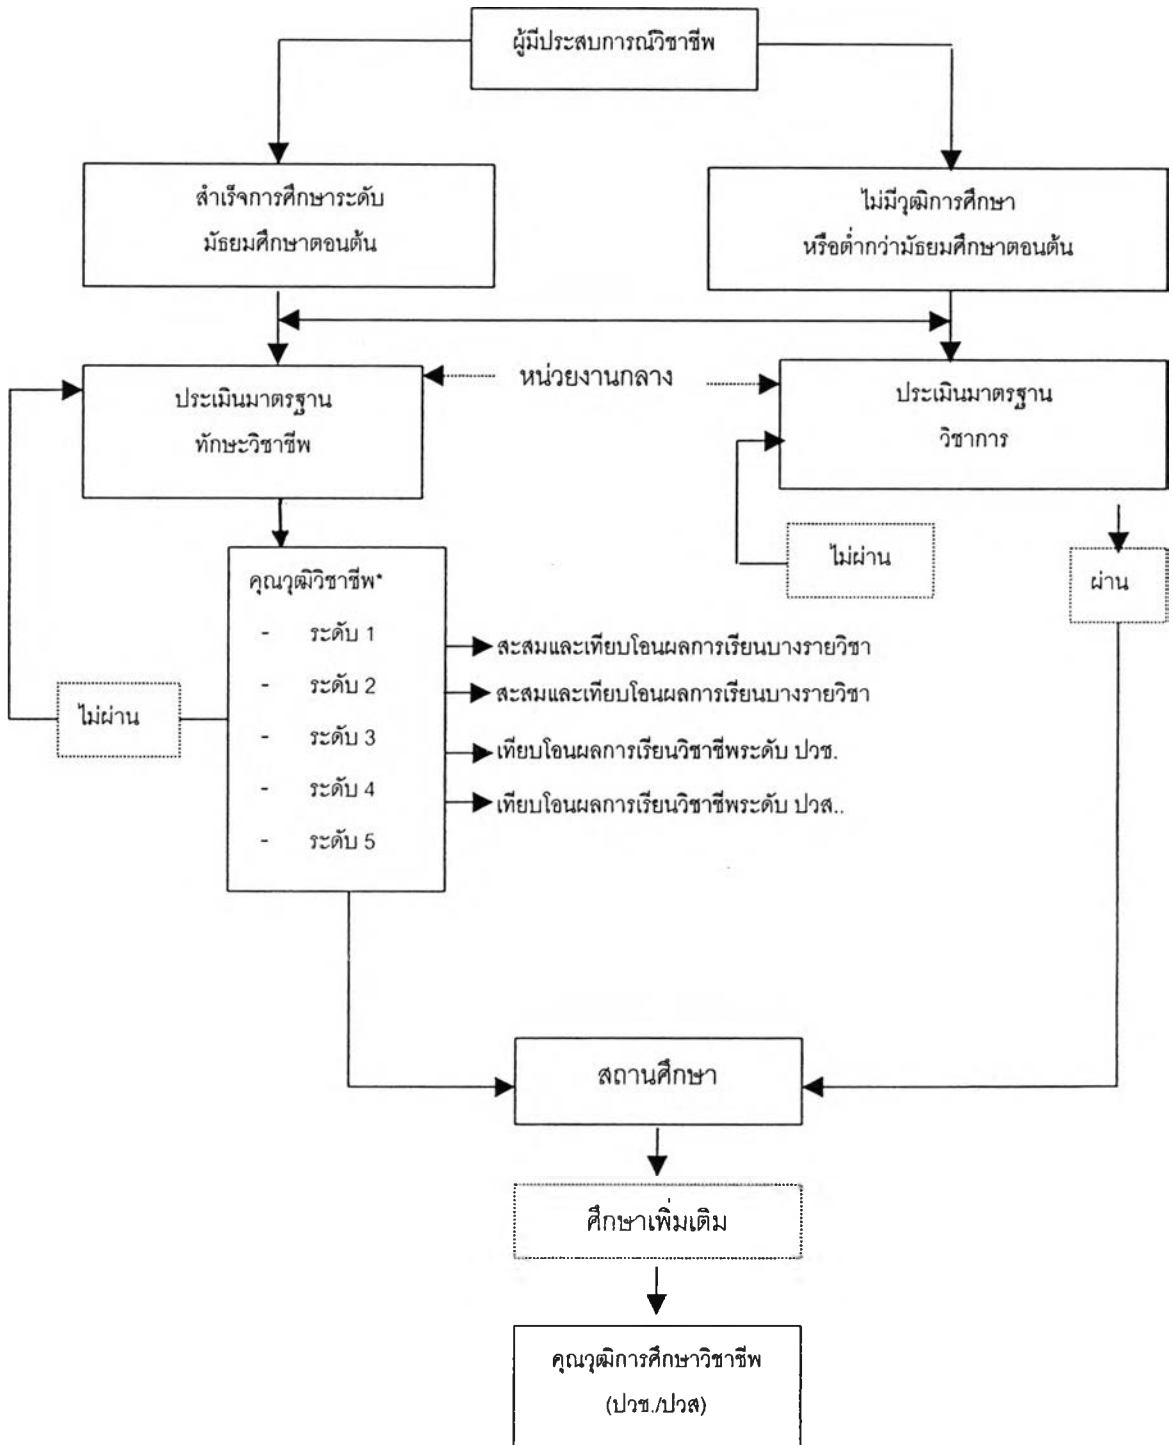 ผู้มีประสบการณ์วิชาชีพ
สำเร็จการศึกษาระดับ
มัธยมศึกษาตอนต้น
ไม่มีวุฒิการศึกษา
หรือต่ำกว่ามัธยมศึกษาตอนต้น
หน่วยงานกลาง
ประเมินมาตรฐาน
ทักษะวิชาชีพ
ประเมินมาตรฐาน
วิชาการ
ไม่ผ่าน
ผ่าน
คุณวุฒิวิชาชีพ*
- ระดับ 1
- ระดับ 2
- ระดับ 3
- ระดับ 4
- ระดับ 5
ไม่ผ่าน
สะสมและเทียบโอนผลการเรียนบางรายวิชา
สะสมและเทียบโอนผลการเรียนบางรายวิชา
เทียบโอนผลการเรียนวิชาชีพระดับ ปวช.
เทียบโอนผลการเรียนวิชาชีพระดับ ปวส..
สถานศึกษา
ศึกษาเพิ่มเติม
คุณวุฒิการศึกษาวิชาชีพ
(ปวช./ปวส)